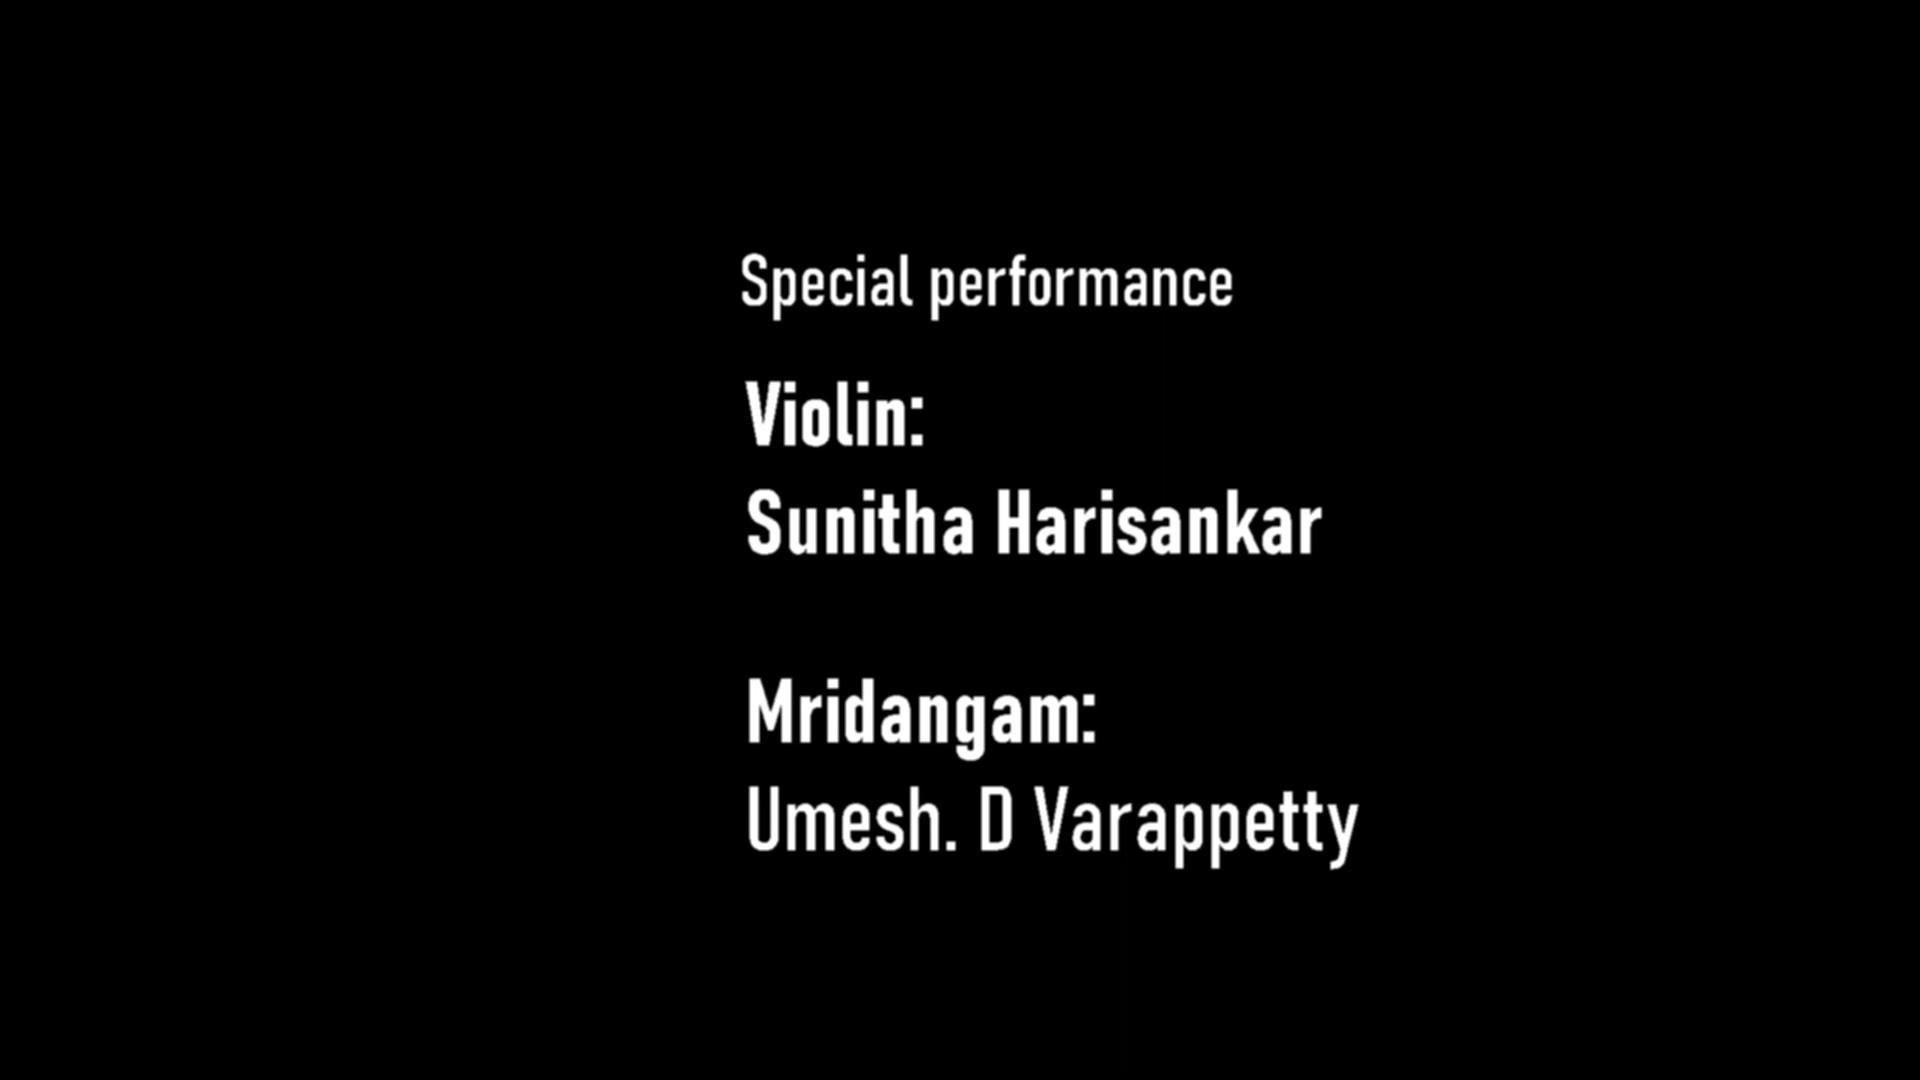 Special performance
Violin:
Sunitha Harisankar
Mridangam:
Umesh. D Varappetty